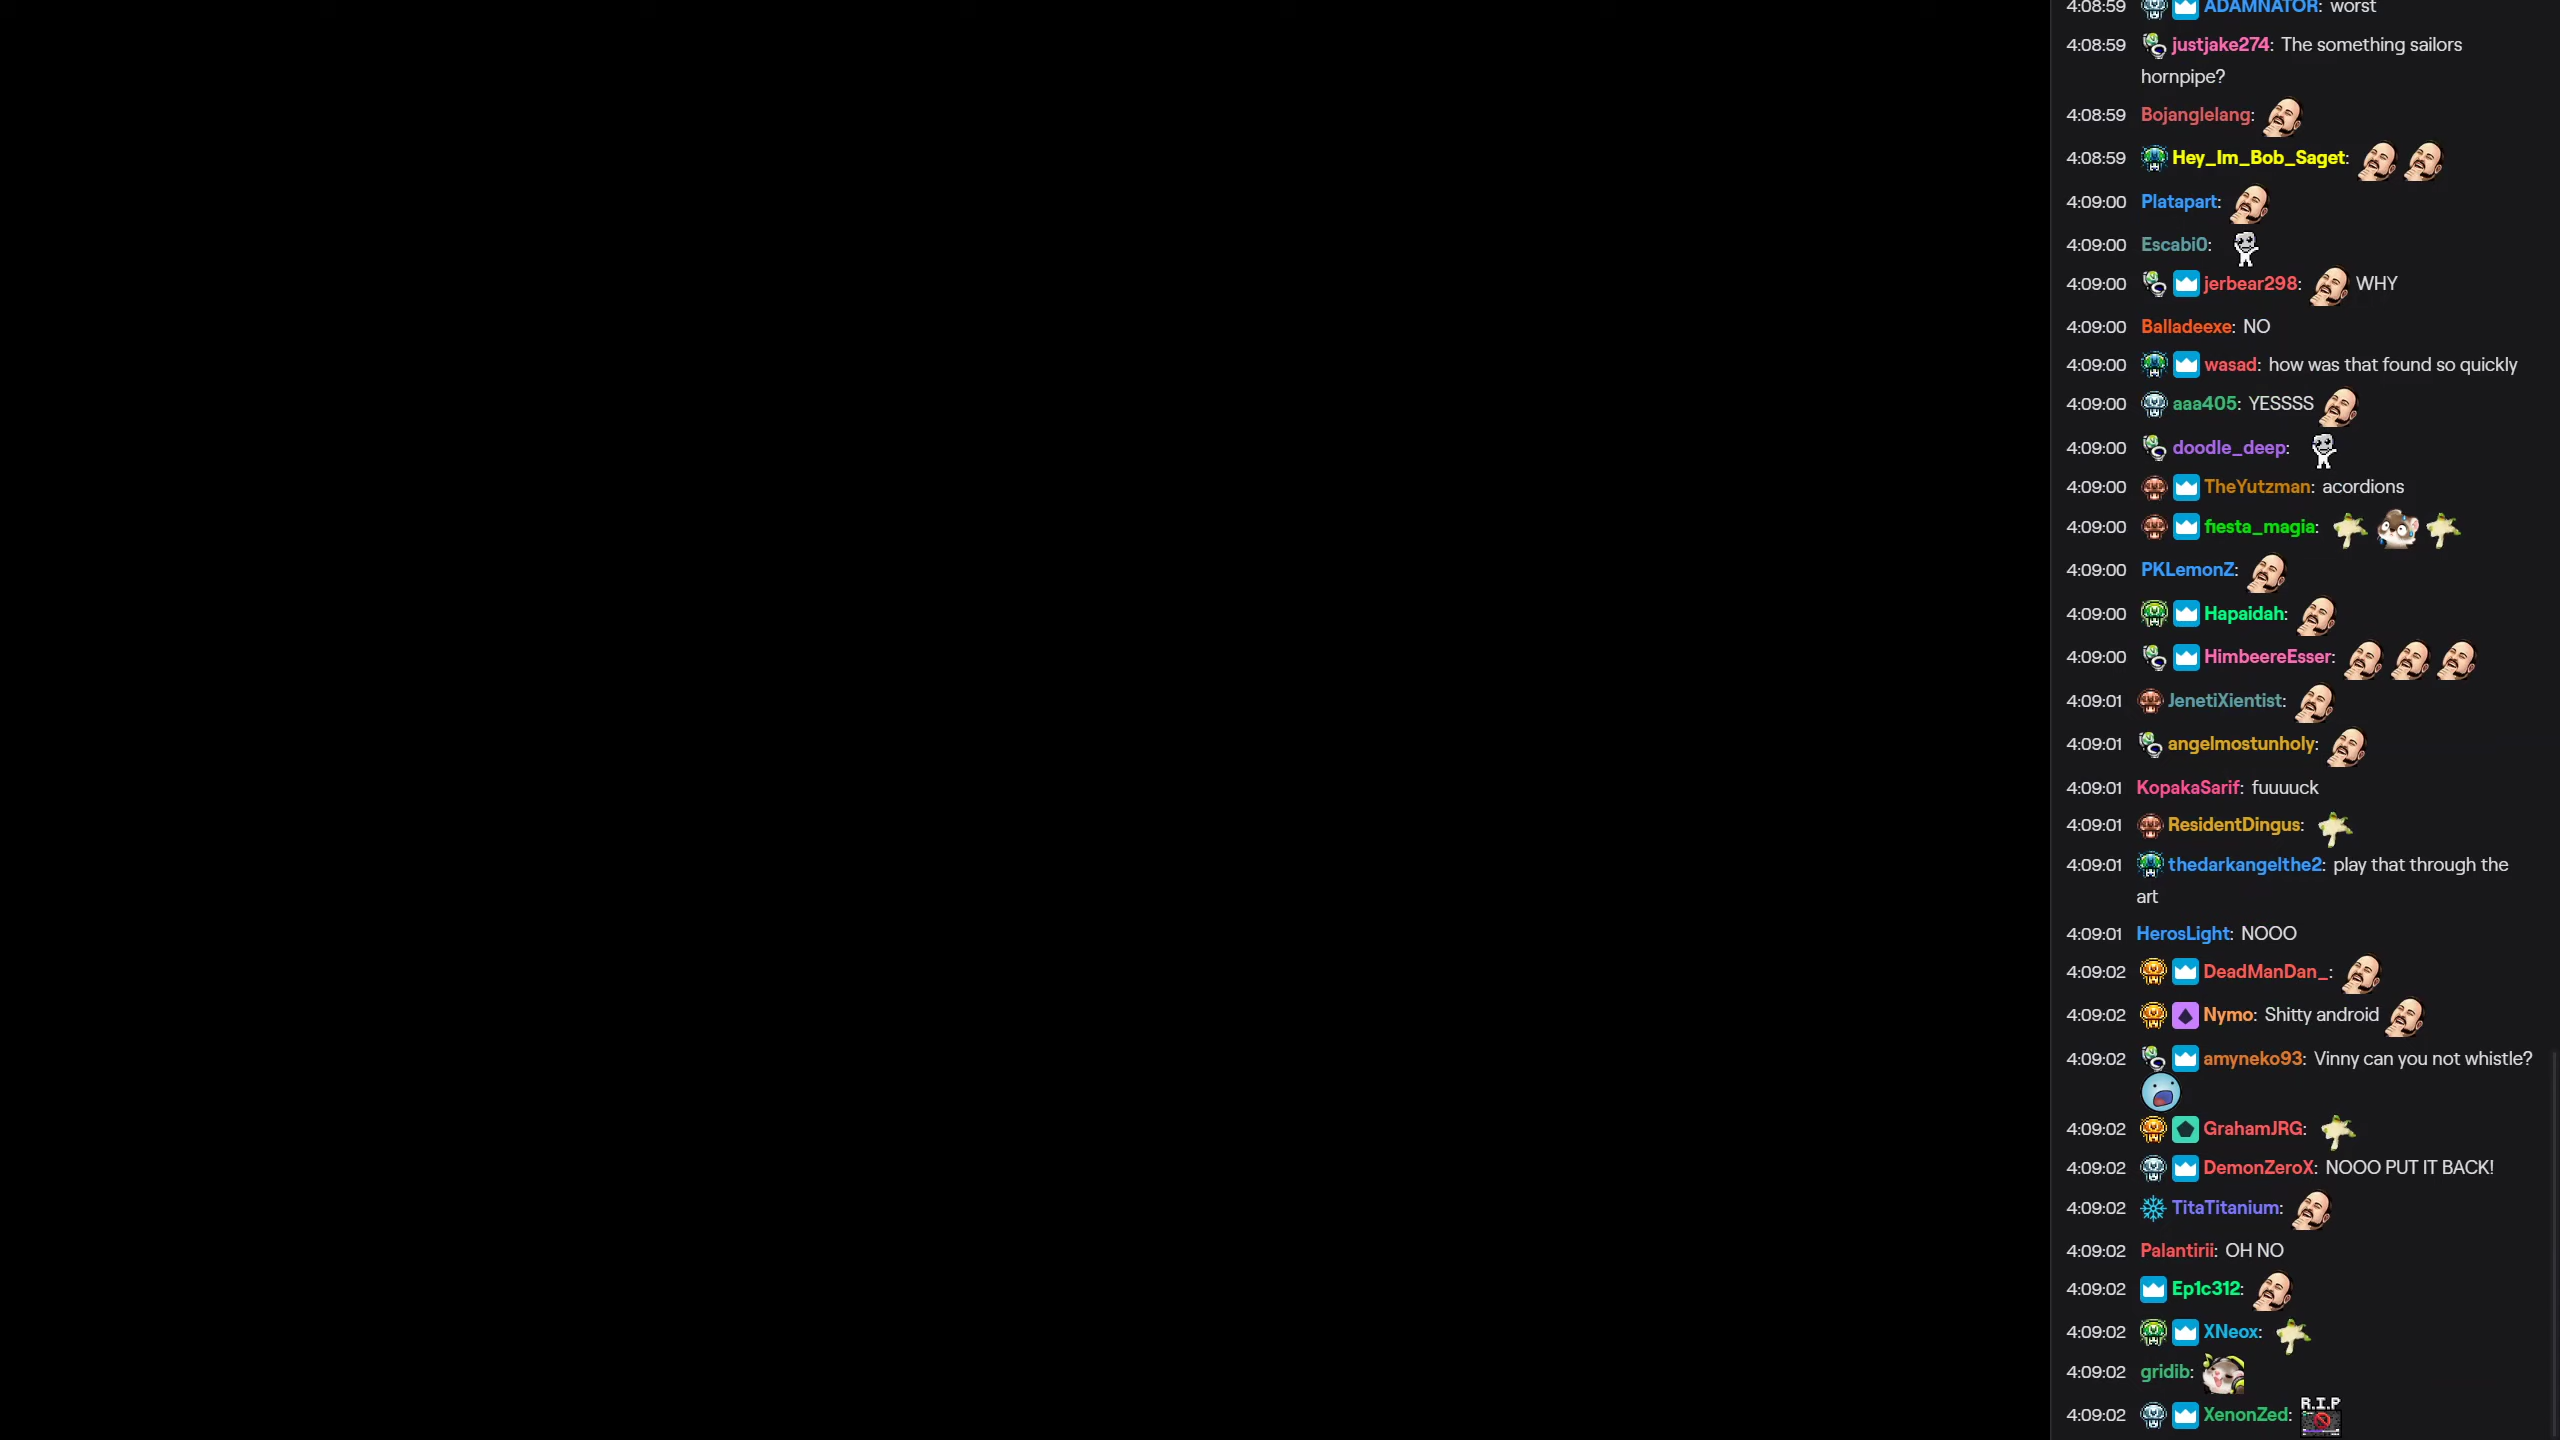 4:08:59 ADAMNATOR: worst
4:08:59 justjake274: The something sailors
hornpipe?
4:08:59 Bojanglelang:
4:08:59 Hey_Im_Bob_Saget:
4:09:00 Platapart:
4:09:00 Escabi0:
4:09:00 jerbear298: WHY
4:09:00 Balladeexe: NO
4:09:00 wasad: how was that found so quickly
4:09:00 aaa405: YESSSS
4:09:00 doodle_deep:
4:09:00 TheYutzman: acordions
4:09:00 fiesta_magia:
4:09:00 PKLemonZ:
4:09:00 Hapaidah:
4:09:00 HimbeereEsser:
4:09:01 JenetiXientist:
4:09:01 angelmostunholy:
4:09:01 KopakaSarif: fuuuuck
4:09:01 ResidentDingus:
4:09:01 thedarkangelthe2: play that through the
art
4:09:01 HerosLight: NOOO
4:09:02 DeadManDan_:
4:09:02 Nymo: Shitty android
4:09:02 amyneko93: Vinny can you not whistle?
4:09:02 GrahamJRG:
4:09:02 DemonZeroX: NOOO PUT IT BACK!
4:09:02 TitaTitanium:
4:09:02 Palantirii: OH NO
4:09:02 Ep1c312:
4:09:02 XNeox:
4:09:02 gridib:
4:09:02 XenonZed: R.I.P